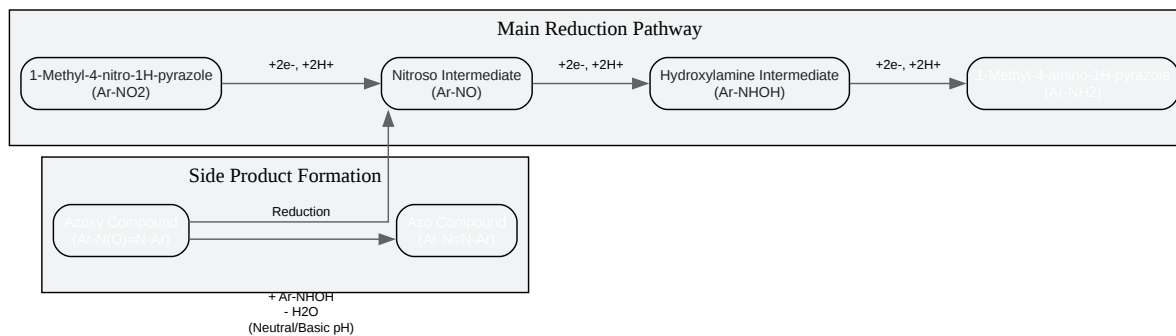 Main Reduction Pathway
1-Methyl-4-nitro-1H-pyrazole
(Ar-NO2)
+2e-, +2H+
Nitroso Intermediate
(Ar-NO)
+2e-, +2H+
Hydroxylamine Intermediate
(Ar-NHOH)
+2e-, +2H+
1-Methyl-4-amino-1H-pyrazole
(Ar-NH2)
Side Product Formation
Azoxy Compound
(Ar-N(O)=N-Ar)
Reduction
Azo Compound
(Ar-N=N-Ar)
+ Ar-NHOH
- H2O
(Neutral/Basic pH)